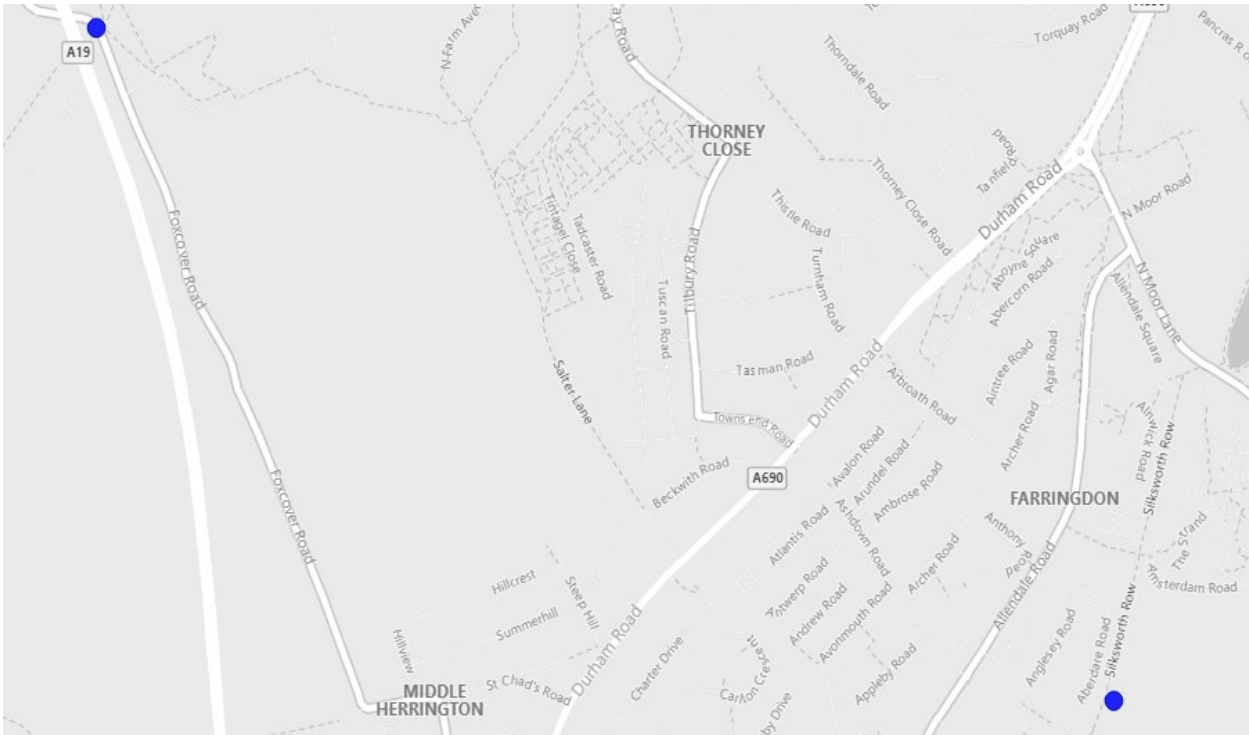 N Farm Ave
ay Road
Torquay Road
Pancras R
A19
Thorndale Road
THORNEY
CLOSE
Tanfield Road
Thorney Close Road
Durham Road
N Moor Road
Thistle Road
Tintagel Close
Tadcaster Road
Foxcover Road
Tilbury Road
Turnham Road
Aboyne Square
Abercorn Road
N Moor Lane
Allendale Square
Tuscan Road
Salter Lane
Tasman Road
Durham Road
Arbroath Road
Aintree Road
Agar Road
Towns end Road
Archer Road
Alnwick Road
Silksworth Row
Avalon Road
Arundel Road
Ambrose Road
Beckwith Road
A690
FARRINGDON
Foxcover Road
Ashdown Road
Atlantis Road
Anthony Road
The Strand
Archer Road
Allendale Road
Amsterdam Road
Hillcrest
Steep Hill
Antwerp Road
Andrew Road
Avonmouth Road
Summerhill
Hillview
Durham Road
Anglesey Road
Aberdare Road
Silksworth Row
Charter Drive
Carlton Crescent
Appleby Road
St Chad's Road
MIDDLE
HERRINGTON
by Drive